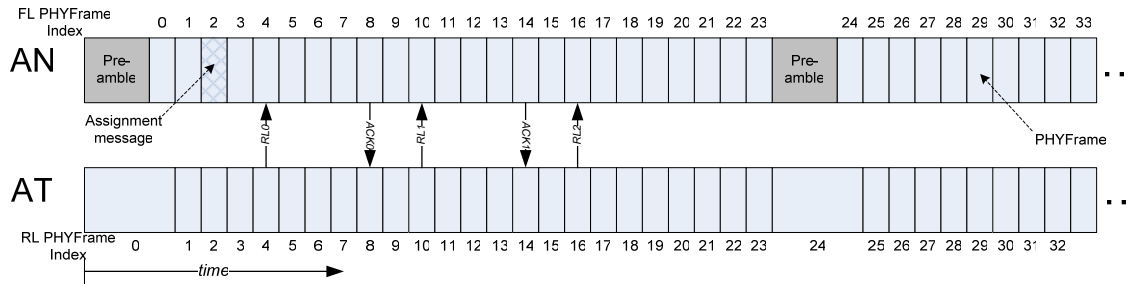 FL PHYFrame
Index
0 1 2 3 4 5 6 7 8 9 10 11 12 13 14 15 16 17 18 19 20 21 22 23 24 25 26 27 28 29 30 31 32 33
AN
Pre-
amble
Pre-
amble
. .
Assignment
message
RL0
ACK0
RL1
ACK1
RL2
PHYFrame
AT
. .
RL PHYFrame
Index
0 1 2 3 4 5 6 7 8 9 10 11 12 13 14 15 16 17 18 19 20 21 22 23 24 25 26 27 28 29 30 31 32
time